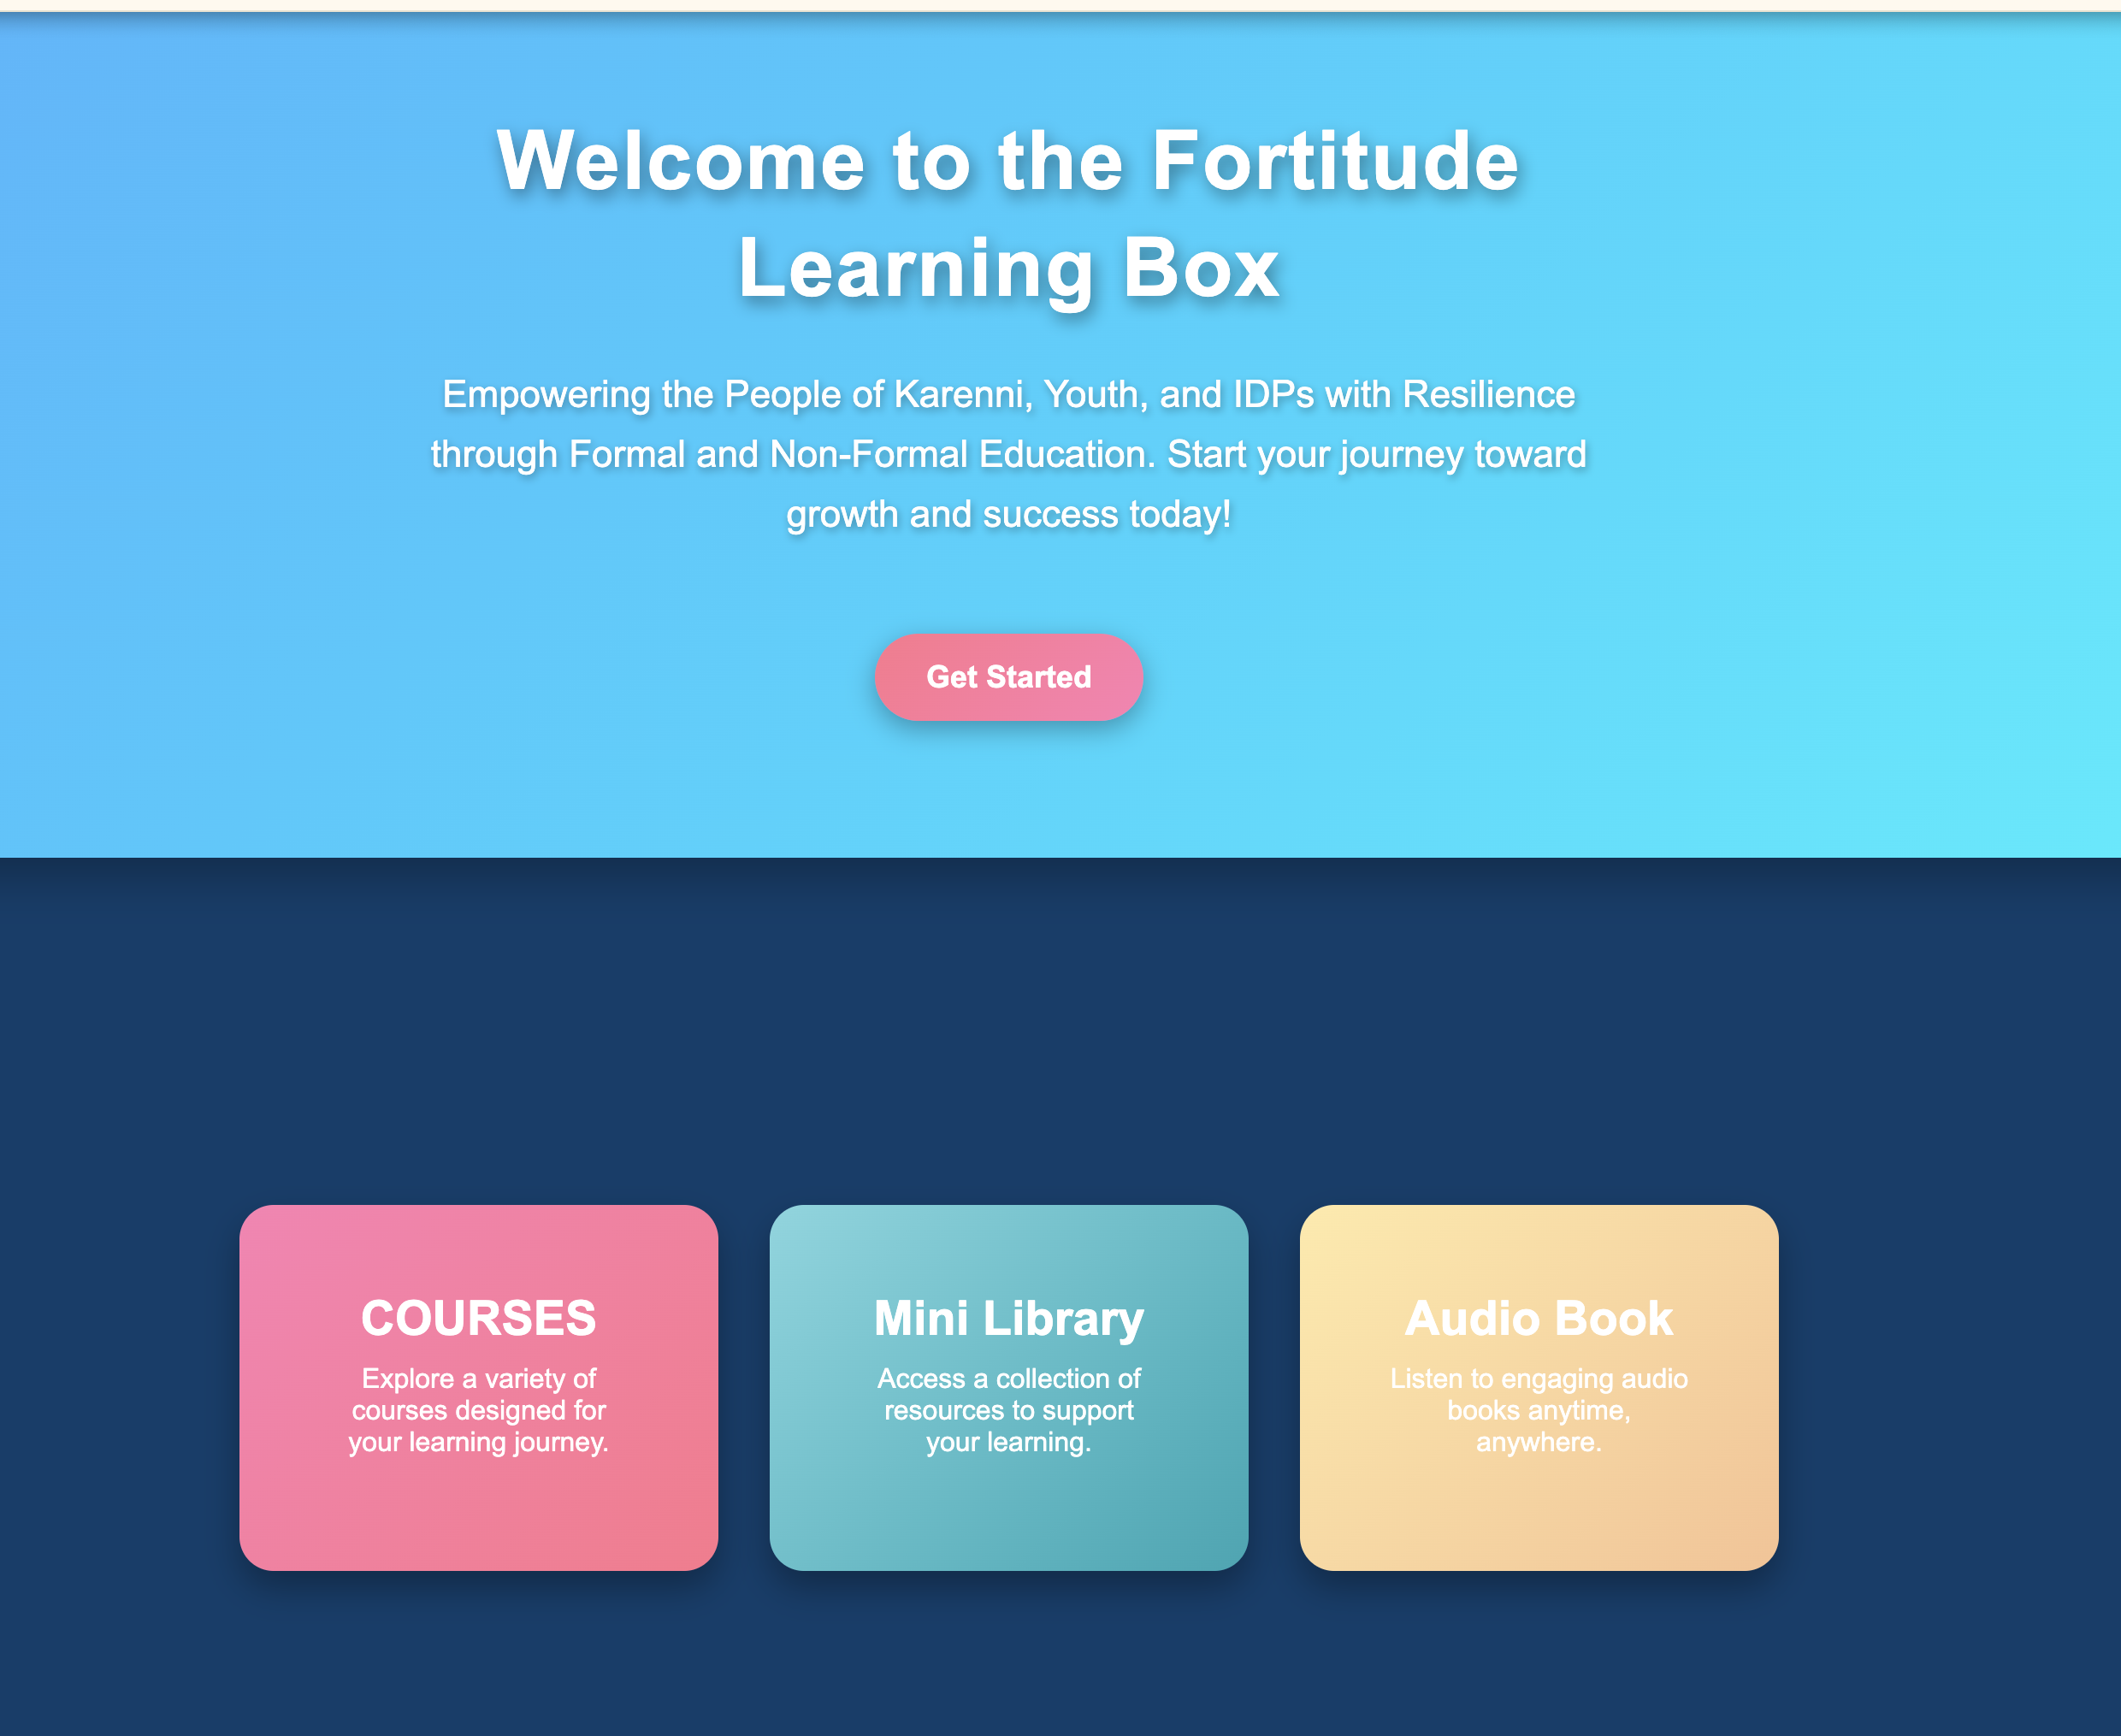 Welcome to the Fortitude
Learning Box
Empowering the People of Karenni, Youth, and IDPs with Resilience
through Formal and Non-Formal Education. Start your journey toward
growth and success today!
Get Started
COURSES
Explore a variety of
courses designed for
your learning journey.
Mini Library
Access a collection of
resources to support
your learning.
Audio Book
Listen to engaging audio
books anytime,
anywhere.